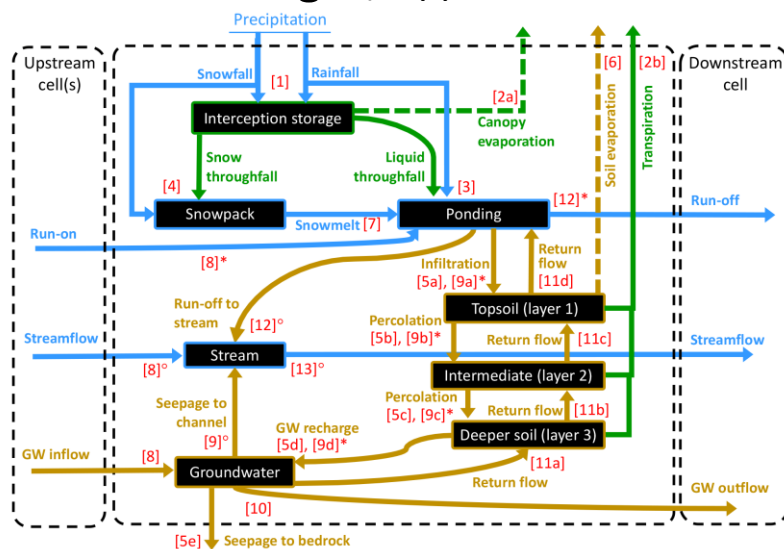 Precipitation
Upstream
cell(s)
Snowfall
[1]
Rainfall
[6]
[2b]
Downstream
cell
[2a]
Interception storage
Canopy
evaporation
Soil evaporation
Transpiration
Snow
throughfall
Liquid
throughfall
[4]
[3]
[12]*
Snowpack
Snowmelt
[7]
Ponding
Run-off
Run-on
[8]*
Infiltration
[5a], [9a]*
Return
flow
[11d]
Run-off to
stream
[12]°
Topsoil (layer 1)
Percolation
[5b], [9b]*
Return flow
[11c]
Streamflow
[8]°
Stream
[13]°
Streamflow
Intermediate (layer 2)
Percolation
[5c], [9c]*
Return flow
[11b]
Seepage to
channel
[9]°
GW recharge
[5d], [9d]*
Deeper soil (layer 3)
GW inflow
[8]
Groundwater
[11a]
Return flow
[10]
GW outflow
[5e]
Seepage to bedrock